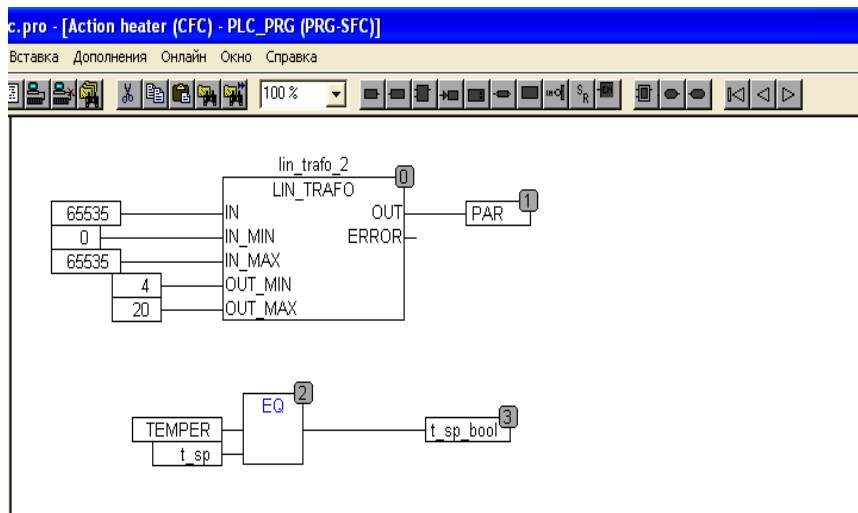 c.pro - [Action heater (CFC) - PLC_PRG (PRG-SFC)]
Вставка Дополнения Онлайн Окно Справка
100 %
lin_trafo_2
0
LIN_TRAFO
65535 IN OUT PAR 1
0 IN_MIN ERROR
65535 IN_MAX
4 OUT_MIN
20 OUT_MAX
2
EQ
3
TEMPER t_sp_bool
t_sp